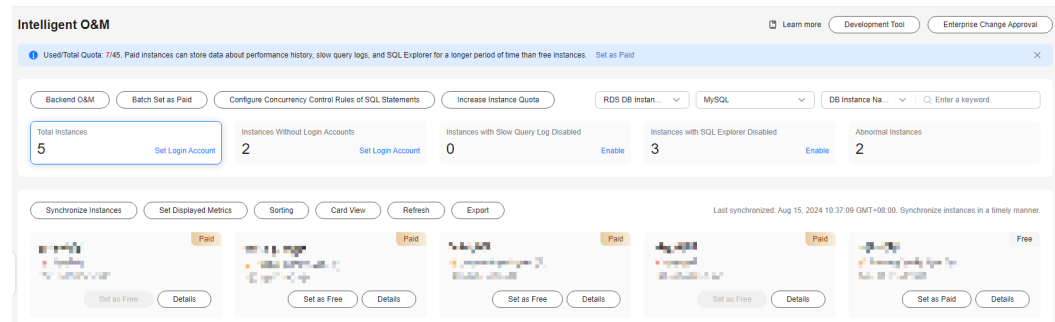 Intelligent O&M
Learn more
Development Tool
Enterprise Change Approval
Used/Total Quota: 7/45. Paid instances can store data about performance history, slow query logs, and SQL Explorer for a longer period of time than free instances. Set as Paid
Backend O&M
Batch Set as Paid
Configure Concurrency Control Rules of SQL Statements
Increase Instance Quota
RDS DB Instan...
MySQL
DB Instance Na...
Enter a keyword.
Total Instances
5
Set Login Account
Instances Without Login Accounts
2
Set Login Account
Instances with Slow Query Log Disabled
0
Enable
Instances with SQL Explorer Disabled
3
Enable
Abnormal Instances
2
Synchronize Instances
Set Displayed Metrics
Sorting
Card View
Refresh
Export
Last synchronized: Aug 15, 2024 10:37:09 GMT+08:00. Synchronize instances in a timely manner.
Paid
Set as Free
Details
Paid
Set as Free
Details
Paid
Set as Free
Details
Paid
Set as Free
Details
Free
Set as Paid
Details